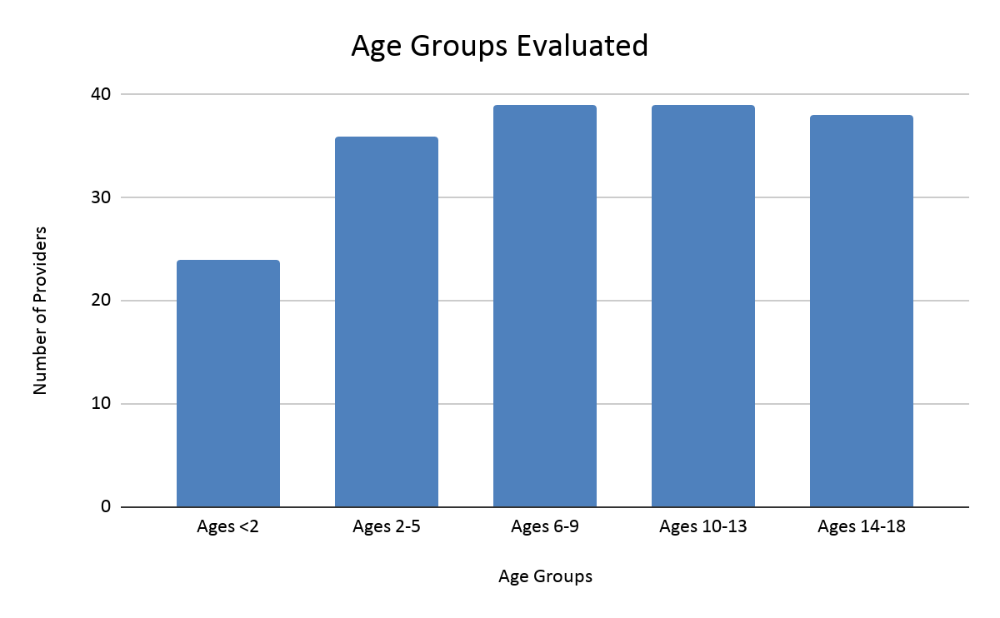 Age Groups Evaluated
40
30
20
10
0
Number of Providers
Ages <2
Ages 2-5
Ages 6-9
Ages 10-13
Ages 14-18
Age Groups